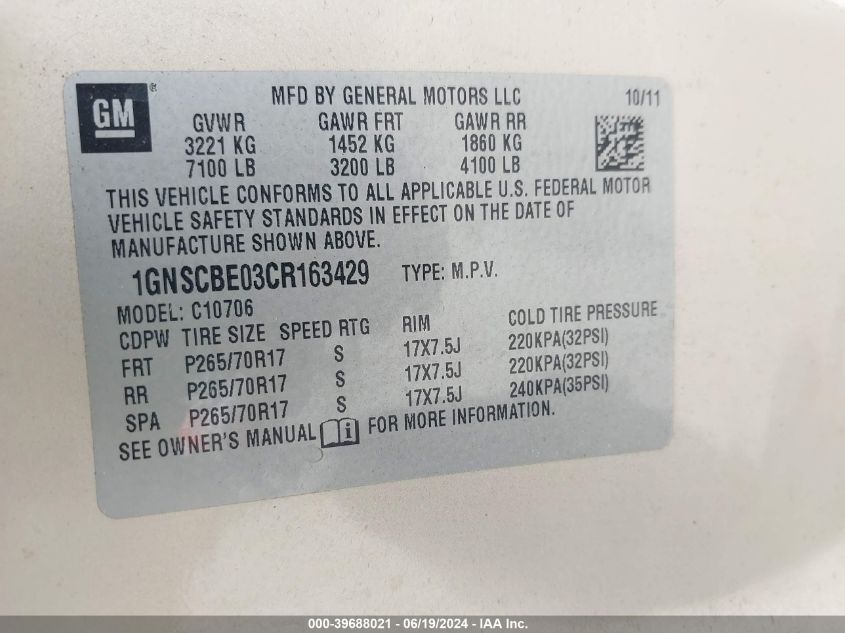 GM ®
MFD BY GENERAL MOTORS LLC 10/11
GVWR GAWR FRT GAWR RR
3221 KG 1452 KG 1860 KG
7100 LB 3200 LB 4100 LB
THIS VEHICLE CONFORMS TO ALL APPLICABLE U.S. FEDERAL MOTOR
VEHICLE SAFETY STANDARDS IN EFFECT ON THE DATE OF
MANUFACTURE SHOWN ABOVE.
1GNSCBE03CR163429 TYPE: M.P.V.
MODEL: C10706
CDPW TIRE SIZE SPEED RTG RIM COLD TIRE PRESSURE
FRT P265/70R17 S 17X7.5J 220KPA(32PSI)
RR P265/70R17 S 17X7.5J 220KPA(32PSI)
SPA P265/70R17 S 17X7.5J 240KPA(35PSI)
SEE OWNER'S MANUAL i FOR MORE INFORMATION.
000-39688021 - 06/19/2024 - IAA Inc.